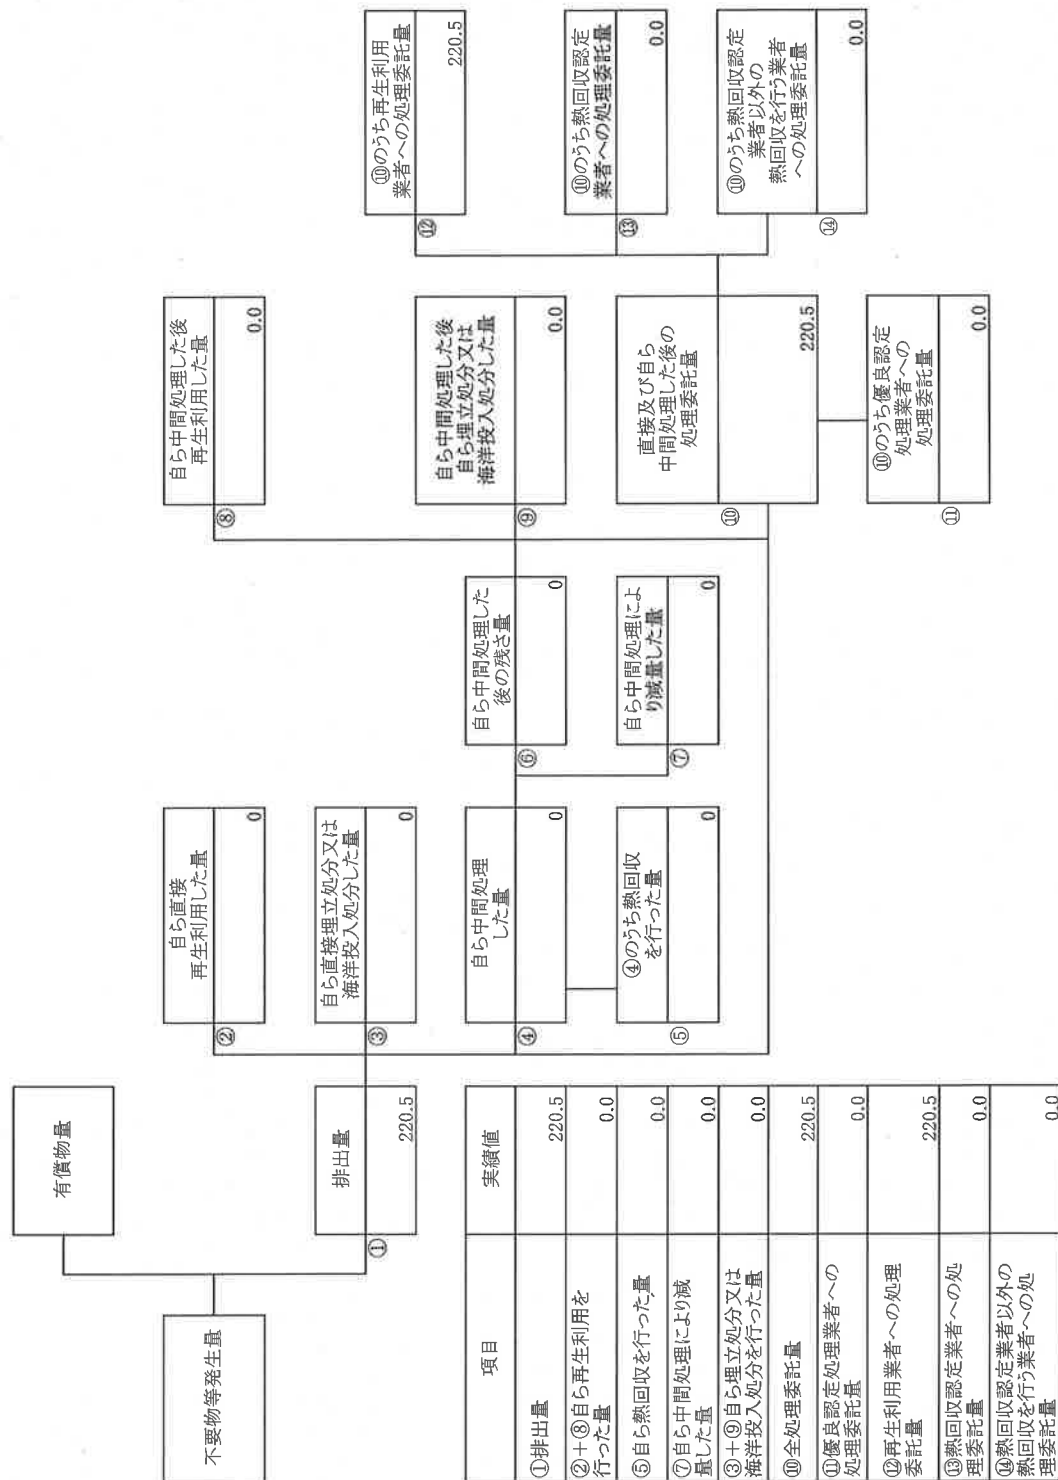 有償物量
不要物等発生量
排出量
①
220.5
自ら直接
再生利用した量
②
0
自ら直接埋立処分又は
海洋投入処分した量
③
0
自ら中間処理
した量
④
0
④のうち熱回収
を行った量
⑤
0
自ら中間処理した
後の残さ量
⑥
0
自ら中間処理によ
り減量した量
⑦
0
自ら中間処理した後
再生利用した量
⑧
0.0
自ら中間処理した後
自ら埋立処分又は
海洋投入処分した量
⑨
0.0
直接及び自ら
中間処理した後の
処理委託量
⑩
220.5
⑩のうち優良認定
処理業者への
処理委託量
⑪
0.0
⑩のうち再生利用
業者への処理委託量
⑫
220.5
⑩のうち熱回収認定
業者への処理委託量
⑬
0.0
⑩のうち熱回収認定
業者以外の
熱回収を行う業者
への処理委託量
⑭
0.0
項目 実績値
①排出量 220.5
②+⑧自ら再生利用を
行った量 0.0
⑤自ら熱回収を行った量 0.0
⑦自ら中間処理により減
量した量 0.0
③+⑨自ら埋立処分又は
海洋投入処分を行った量 0.0
⑩全処理委託量 220.5
⑪優良認定処理業者への
処理委託量 0.0
⑫再生利用業者への処理
委託量 220.5
⑬熱回収認定業者への処
理委託量 0.0
⑭熱回収認定業者以外の
熱回収を行う業者への処
理委託量 0.0